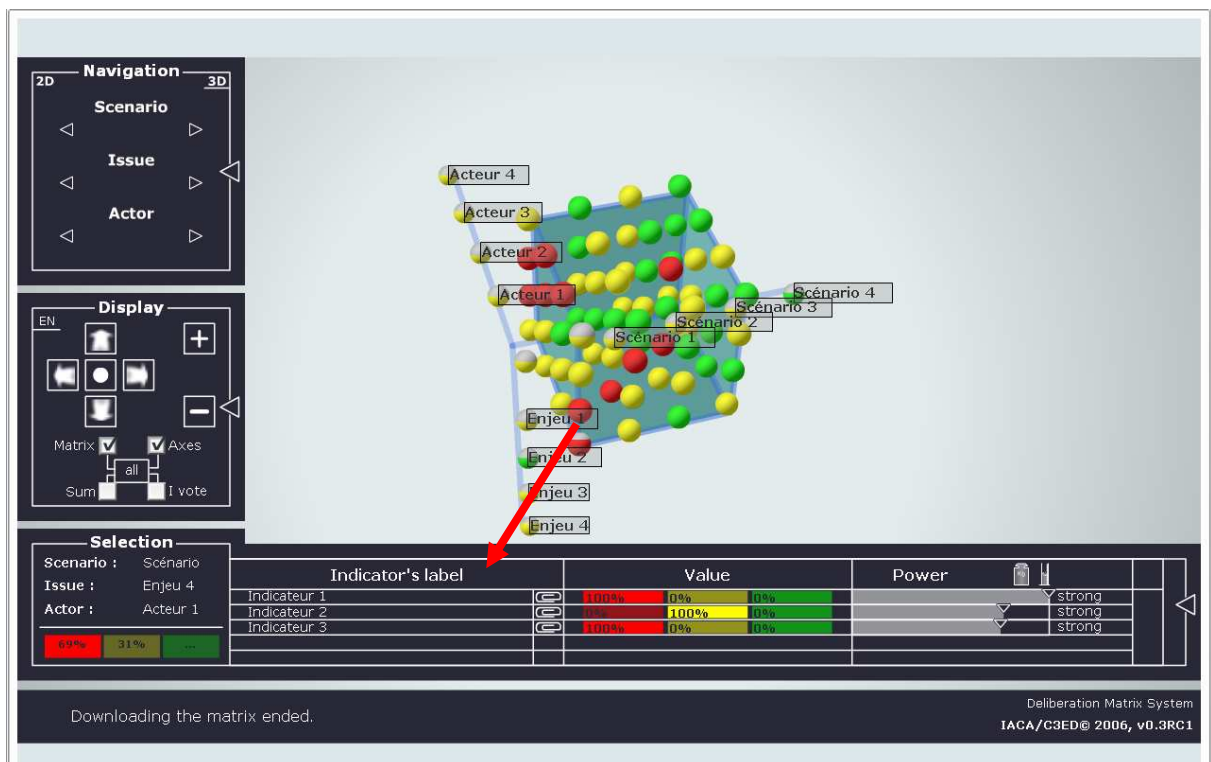 Navigation
2D
3D
Scenario
Issue
Actor
Acteur 4
Acteur 3
Acteur 2
Acteur 1
Scénario 4
Scénario 3
Scénario 2
Scénario 1
Enjeu 1
Enjeu 2
Enjeu 3
Enjeu 4
Display
EN
Matrix
Axes
all
Sum
I vote
Selection
Scenario : Scénario
Issue : Enjeu 4
Actor : Acteur 1
69% 31% ...
Indicator's label Value Power
Indicateur 1 100% 0% 0% strong
Indicateur 2 0% 100% 0% strong
Indicateur 3 100% 0% 0% strong
Downloading the matrix ended.
Deliberation Matrix System
IACA/C3ED© 2006, v0.3RC1